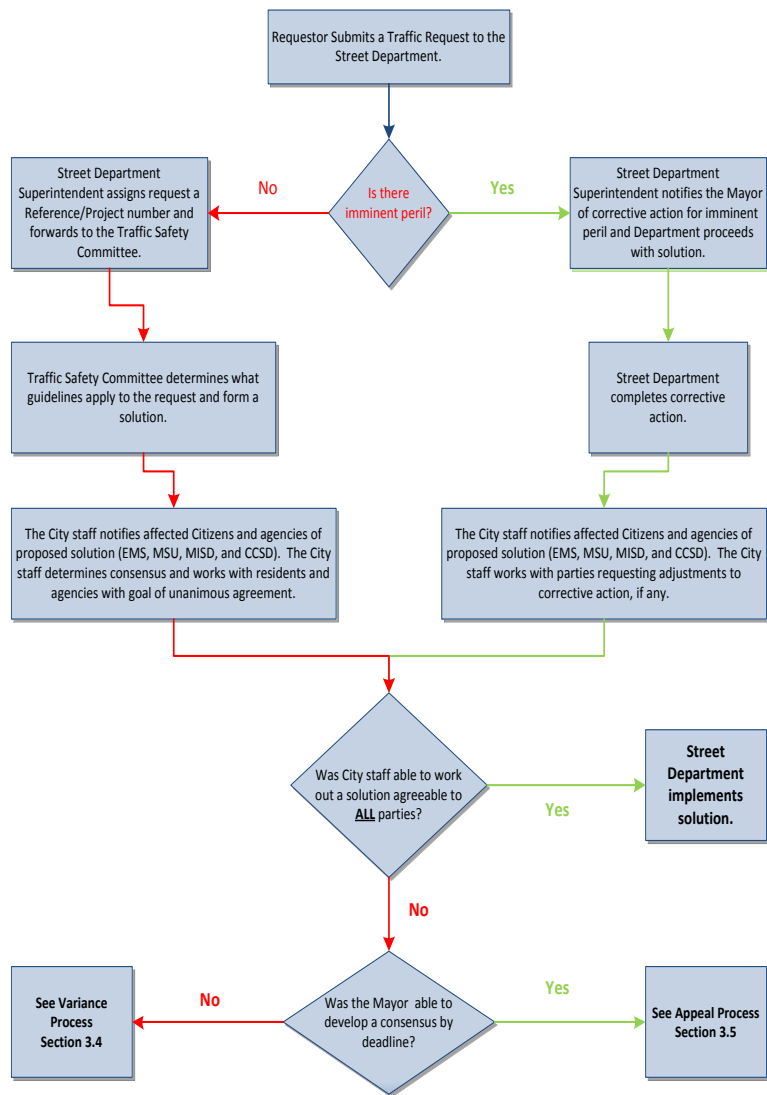 Requestor Submits a Traffic Request to the
Street Department.
Is there
imminent peril?
No
Yes
Street Department
Superintendent assigns request a
Reference/Project number and
forwards to the Traffic Safety
Committee.
Street Department
Superintendent notifies the Mayor
of corrective action for imminent
peril and Department proceeds
with solution.
Traffic Safety Committee determines what
guidelines apply to the request and form a
solution.
Street Department
completes corrective
action.
The City staff notifies affected Citizens and agencies of
proposed solution (EMS, MSU, MISD, and CCSD). The City
staff determines consensus and works with residents and
agencies with goal of unanimous agreement.
The City staff notifies affected Citizens and agencies of
proposed solution (EMS, MSU, MISD, and CCSD). The City
staff works with parties requesting adjustments to
corrective action, if any.
Was City staff able to work
out a solution agreeable to
ALL parties?
Yes
Street
Department
implements
solution.
No
Was the Mayor able to
develop a consensus by
deadline?
No
See Variance
Process
Section 3.4
Yes
See Appeal Process
Section 3.5